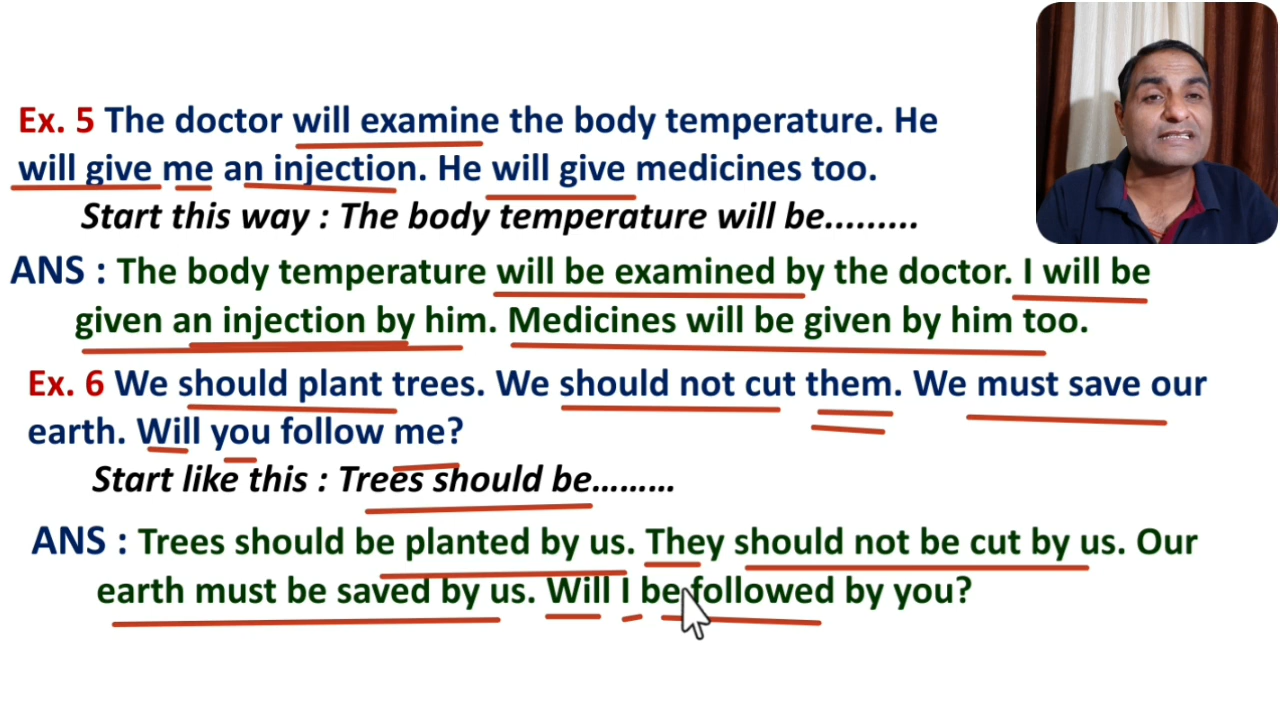 Ex. 5 The doctor will examine the body temperature. He
will give me an injection. He will give medicines too.
Start this way : The body temperature will be.........
ANS : The body temperature will be examined by the doctor. I will be
given an injection by him. Medicines will be given by him too.
Ex. 6 We should plant trees. We should not cut them. We must save our
earth. Will you follow me?
Start like this : Trees should be.........
ANS : Trees should be planted by us. They should not be cut by us. Our
earth must be saved by us. Will I be followed by you?